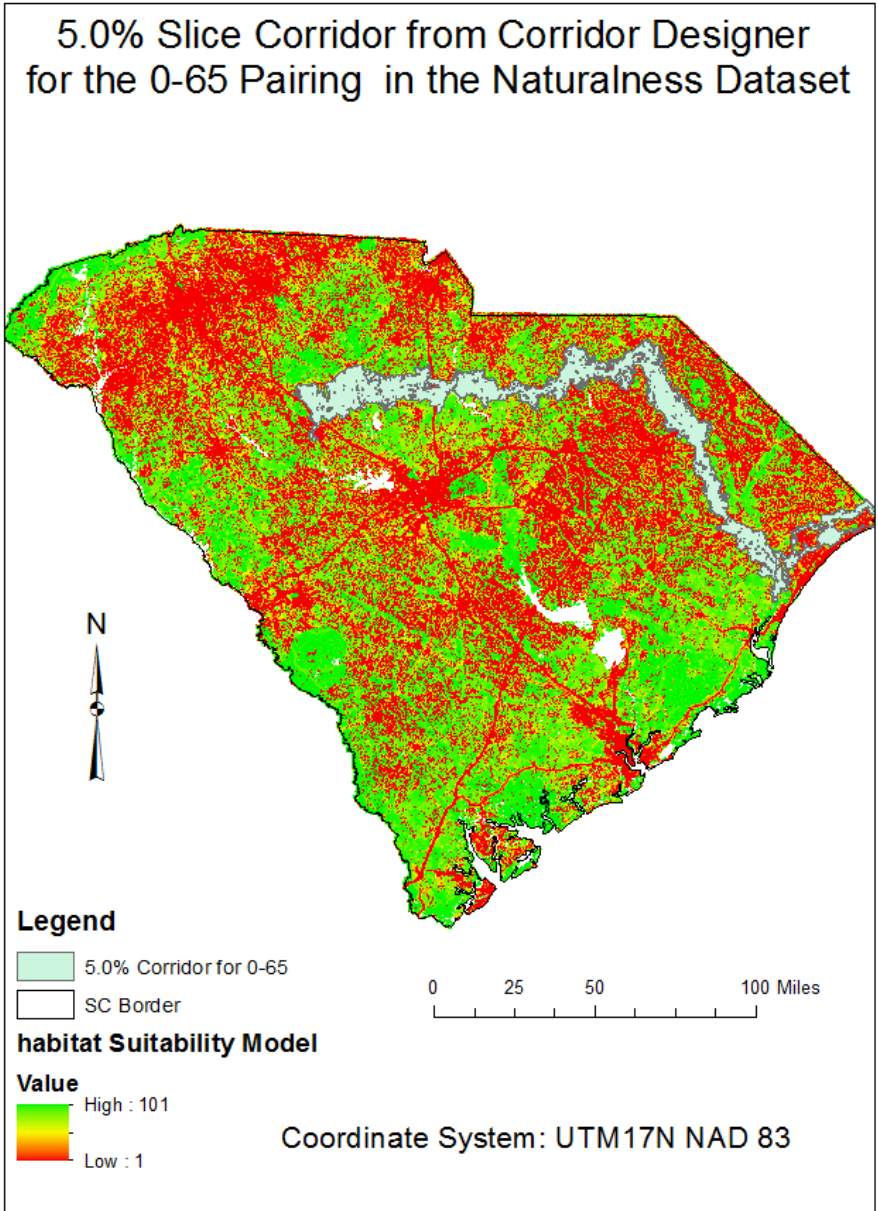 5.0% Slice Corridor from Corridor Designer
for the 0-65 Pairing in the Naturalness Dataset
N
Legend
5.0% Corridor for 0-65
SC Border
habitat Suitability Model
Value
High : 101
Low : 1
0 25 50 100 Miles
Coordinate System: UTM17N NAD 83